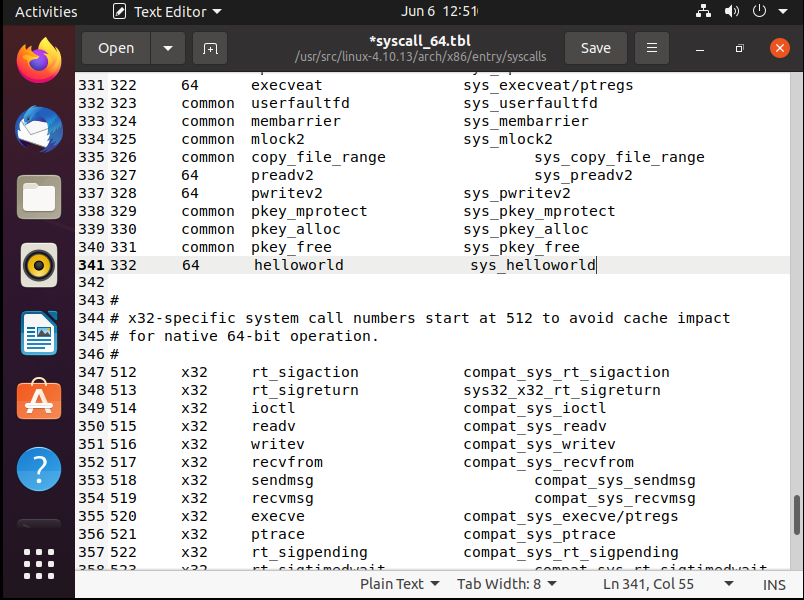 Activities Text Editor Jun 6 12:51
Open *syscall_64.tbl Save
/usr/src/linux-4.10.13/arch/x86/entry/syscalls
331 322 64 execveat sys_execveat/ptregs
332 323 common userfaultfd sys_userfaultfd
333 324 common membarrier sys_membarrier
334 325 common mlock2 sys_mlock2
335 326 common copy_file_range sys_copy_file_range
336 327 64 preadv2 sys_preadv2
337 328 64 pwritev2 sys_pwritev2
338 329 common pkey_mprotect sys_pkey_mprotect
339 330 common pkey_alloc sys_pkey_alloc
340 331 common pkey_free sys_pkey_free
341 332 64 helloworld sys_helloworld
342
343 #
344 # x32-specific system call numbers start at 512 to avoid cache impact
345 # for native 64-bit operation.
346 #
347 512 x32 rt_sigaction compat_sys_rt_sigaction
348 513 x32 rt_sigreturn sys32_x32_rt_sigreturn
349 514 x32 ioctl compat_sys_ioctl
350 515 x32 readv compat_sys_readv
351 516 x32 writev compat_sys_writev
352 517 x32 recvfrom compat_sys_recvfrom
353 518 x32 sendmsg compat_sys_sendmsg
354 519 x32 recvmsg compat_sys_recvmsg
355 520 x32 execve compat_sys_execve/ptregs
356 521 x32 ptrace compat_sys_ptrace
357 522 x32 rt_sigpending compat_sys_rt_sigpending
358 523 x32 rt_sigtimedwait compat_sys_rt_sigtimedwait
Plain Text Tab Width: 8 Ln 341, Col 55 INS